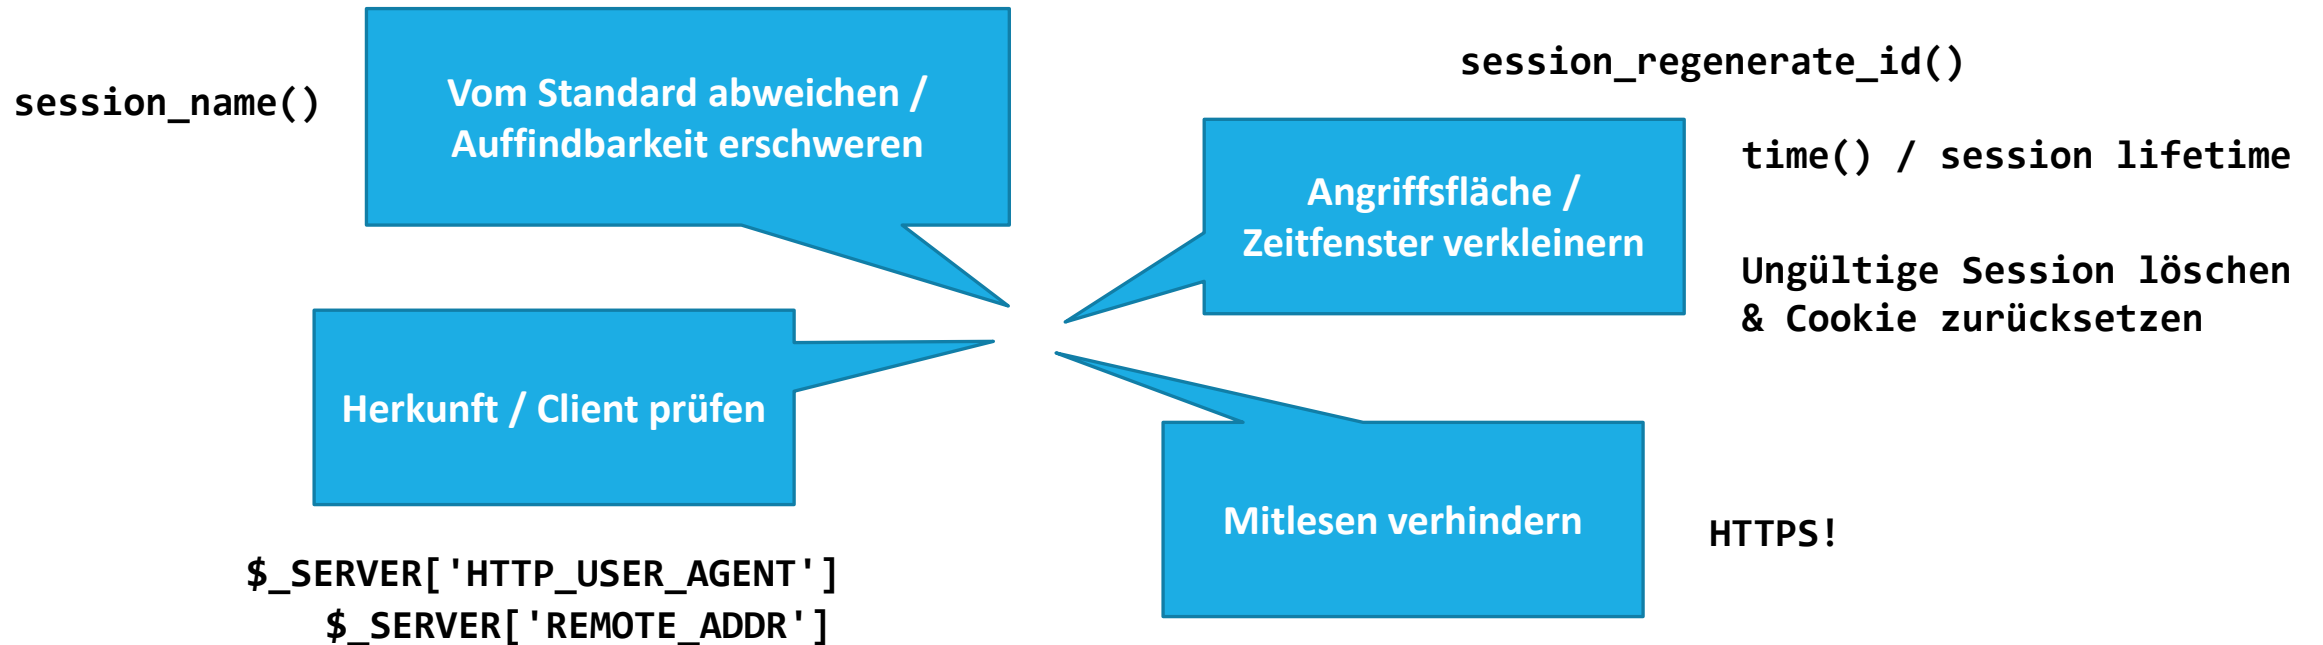 session_name()
Vom Standard abweichen /
Auffindbarkeit erschweren
session_regenerate_id()
Angriffsfläche /
Zeitfenster verkleinern
time() / session lifetime
Ungültige Session löschen
& Cookie zurücksetzen
Herkunft / Client prüfen
$_SERVER['HTTP_USER_AGENT']
$_SERVER['REMOTE_ADDR']
Mitlesen verhindern
HTTPS!